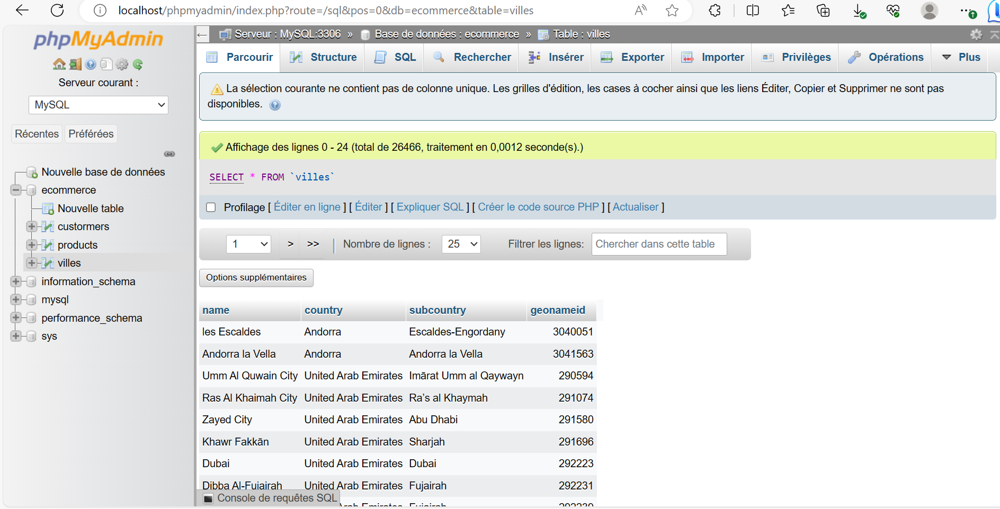 localhost/phpmyadmin/index.php?route=/sql&pos=0&db=ecommerce&table=villes
phpMyAdmin
Serveur courant :
MySQL
Récentes Préférées
Nouvelle base de données
ecommerce
Nouvelle table
custormers
products
villes
information_schema
mysql
performance_schema
sys
Serveur : MySQL:3306 » Base de données : ecommerce » Table : villes
Parcourir Structure SQL Rechercher Insérer Exporter Importer Privilèges Opérations Plus
La sélection courante ne contient pas de colonne unique. Les grilles d'édition, les cases à cocher ainsi que les liens Éditer, Copier et Supprimer ne sont pas
disponibles.
Affichage des lignes 0 - 24 (total de 26466, traitement en 0,0012 seconde(s).)
SELECT * FROM `villes`
Profilage [ Éditer en ligne ] [ Éditer ] [ Expliquer SQL ] [ Créer le code source PHP ] [ Actualiser ]
1 > >> Nombre de lignes : 25 Filtrer les lignes: Chercher dans cette table
Options supplémentaires
name country subcountry geonameid
les Escaldes Andorra Escaldes-Engordany 3040051
Andorra la Vella Andorra Andorra la Vella 3041563
Umm Al Quwain City United Arab Emirates Imārat Umm al Qaywayn 290594
Ras Al Khaimah City United Arab Emirates Ra’s al Khaymah 291074
Zayed City United Arab Emirates Abu Dhabi 291580
Khawr Fakkān United Arab Emirates Sharjah 291696
Dubai United Arab Emirates Dubai 292223
Dibba Al-Fujairah United Arab Emirates Fujairah 292231
Console de requêtes SQL